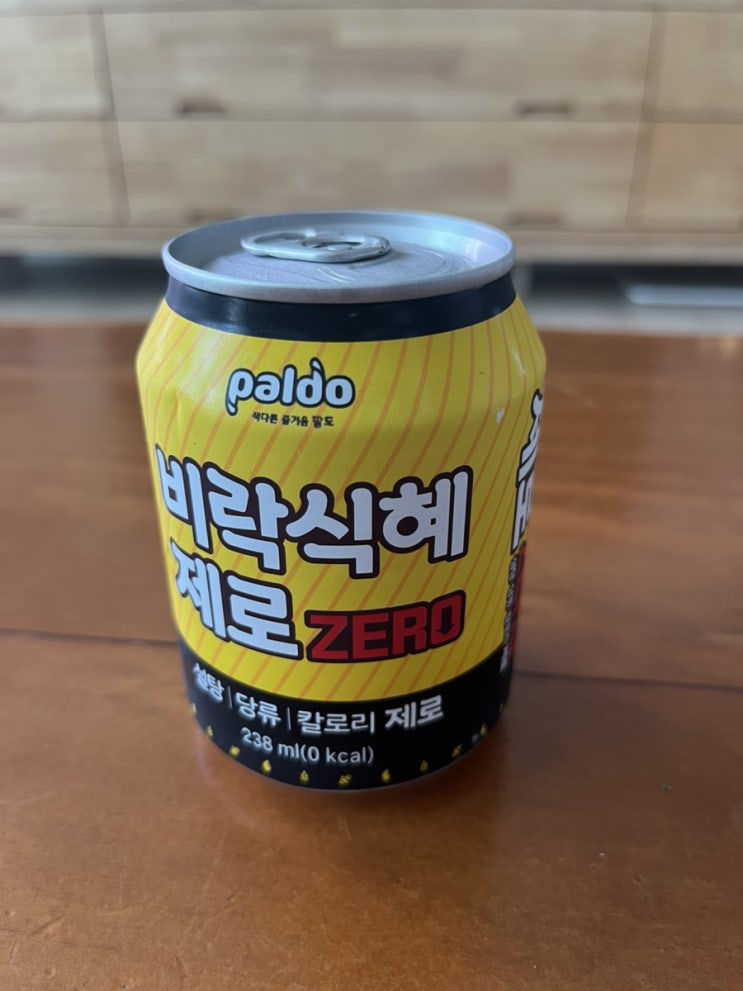 paldo
색다른 즐거움 팔도
비락식혜
제로 ZERO
설탕 | 당류 | 칼로리 제로
238 ml(0 kcal)